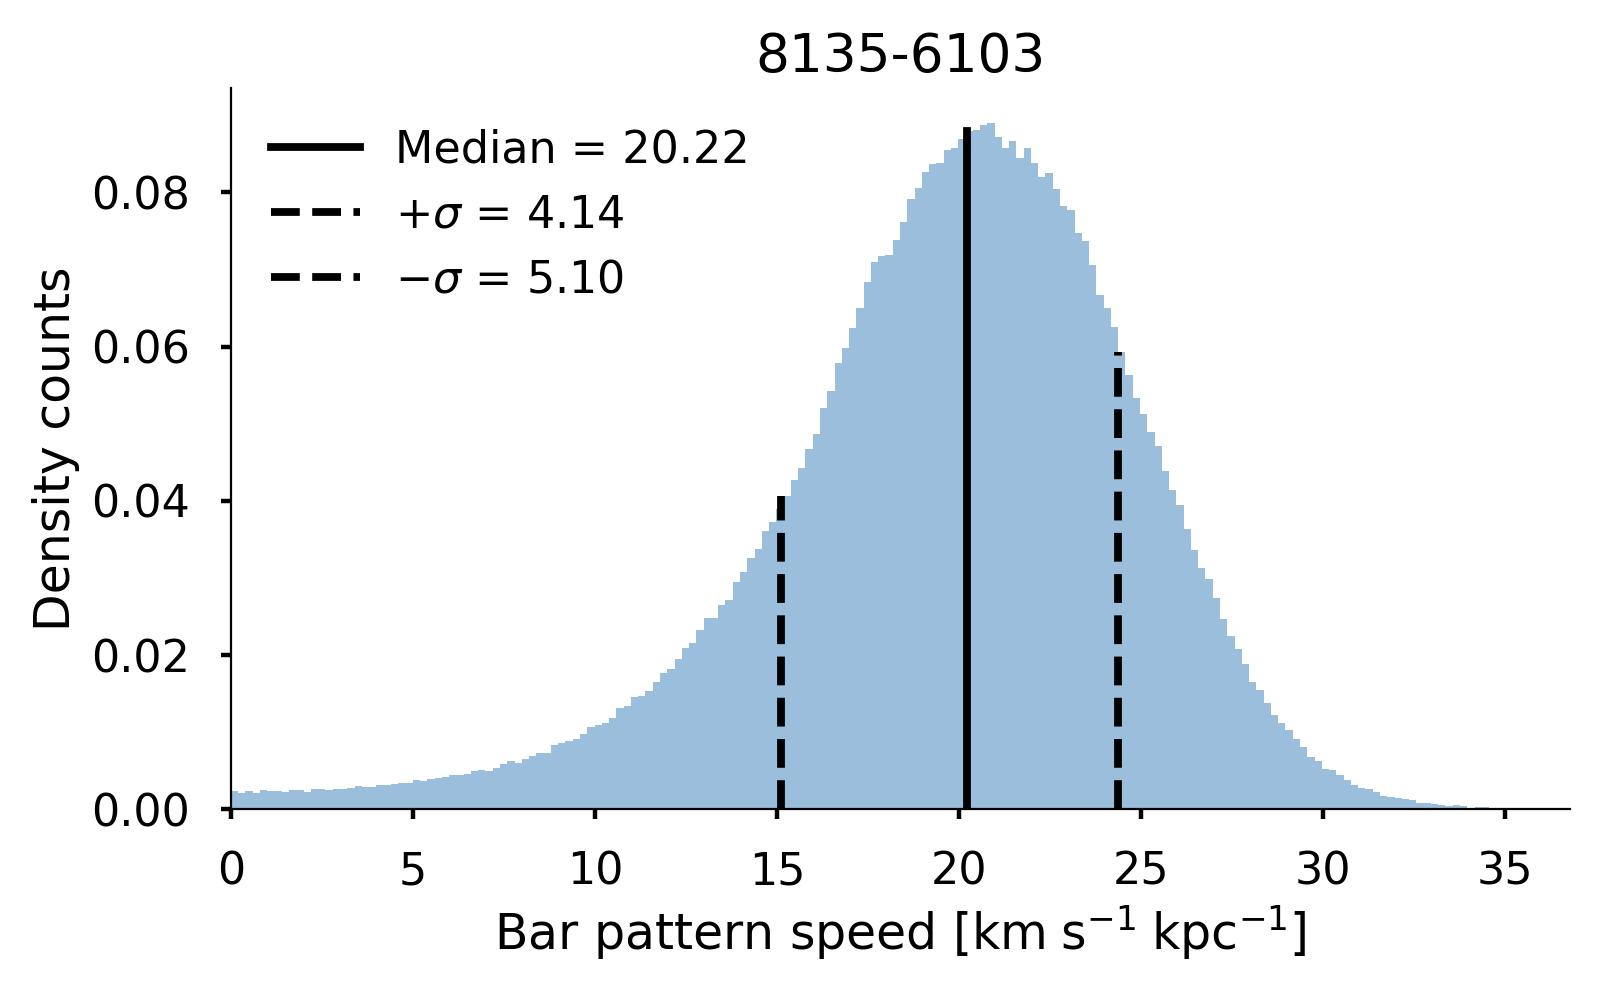 8135-6103
Median = 20.22
+σ = 4.14
−σ = 5.10
Density counts
0.08
0.06
0.04
0.02
0.00
0 5 10 15 20 25 30 35
Bar pattern speed [km s⁻¹ kpc⁻¹]